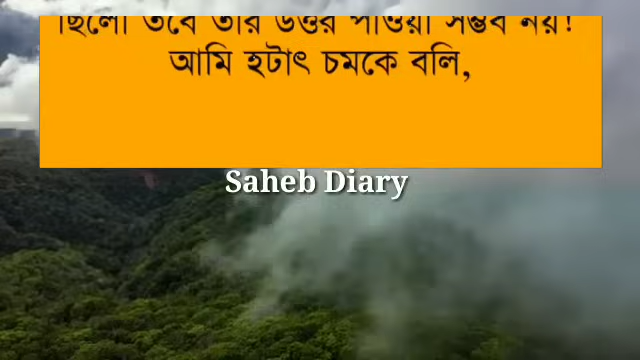 ছিলো তবে তার উত্তর পাওয়া সম্ভব নয়!
আমি হটাৎ চমকে বলি,
Saheb Diary